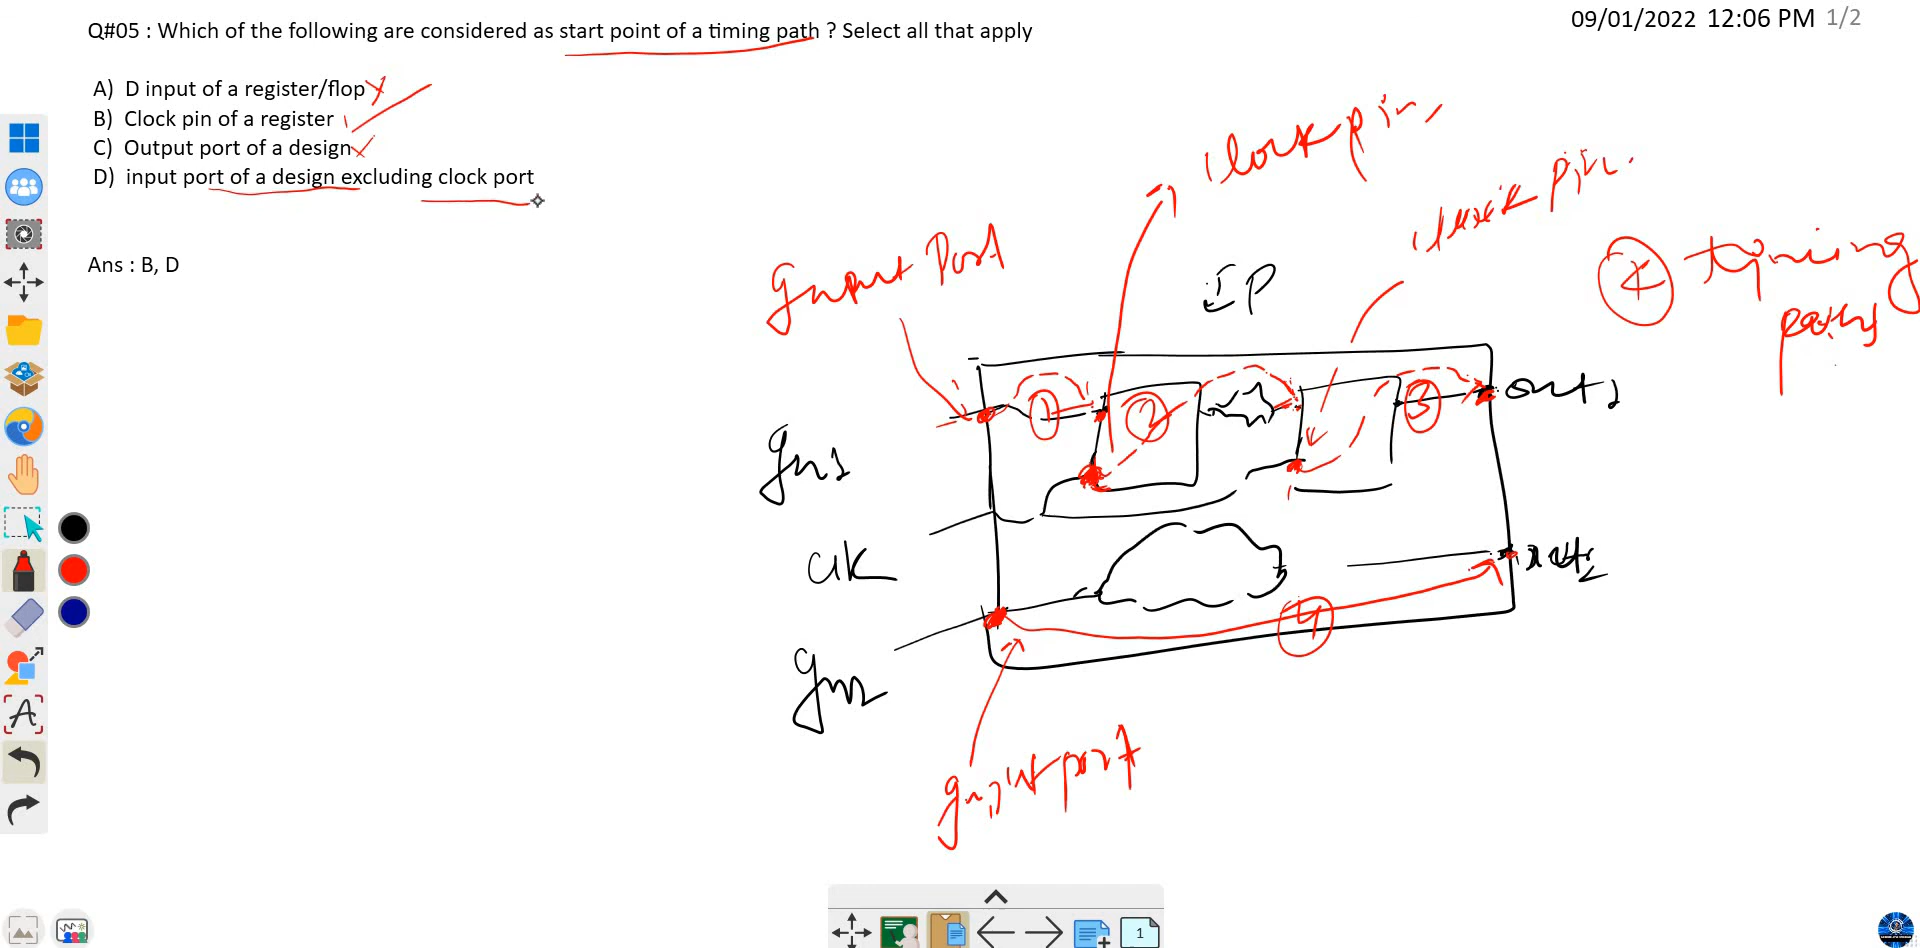 Q#05 : Which of the following are considered as start point of a timing path ? Select all that apply
09/01/2022 12:06 PM 1/2
A) D input of a register/flop
B) Clock pin of a register
C) Output port of a design
D) input port of a design excluding clock port
Ans : B, D
clock pin
clock pin
Input Port
IP
4 timing
paths
1
2
3
out1
In1
clk
out2
4
In2
input port
1